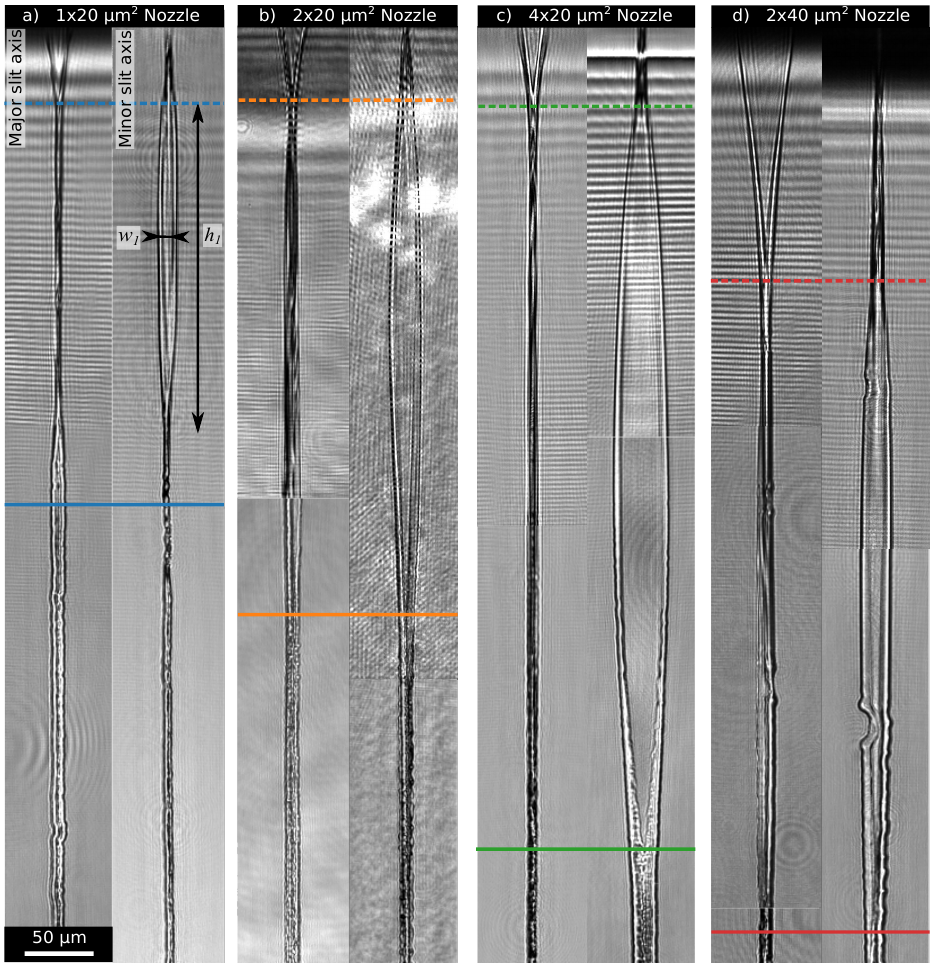 a) 1x20 µm² Nozzle
b) 2x20 µm² Nozzle
c) 4x20 µm² Nozzle
d) 2x40 µm² Nozzle
Major slit axis
Minor slit axis
w₁
h₁
50 µm